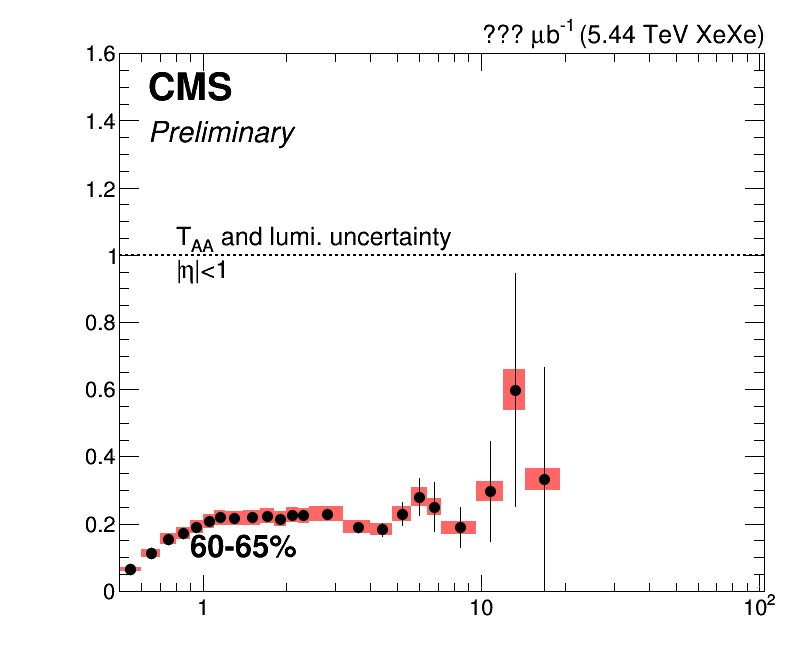 ??? μb⁻¹ (5.44 TeV XeXe)
1.6
CMS
Preliminary
1.4
1.2
T_AA and lumi. uncertainty
1
|η|<1
0.8
0.6
0.4
0.2
60-65%
0
1 10 10²